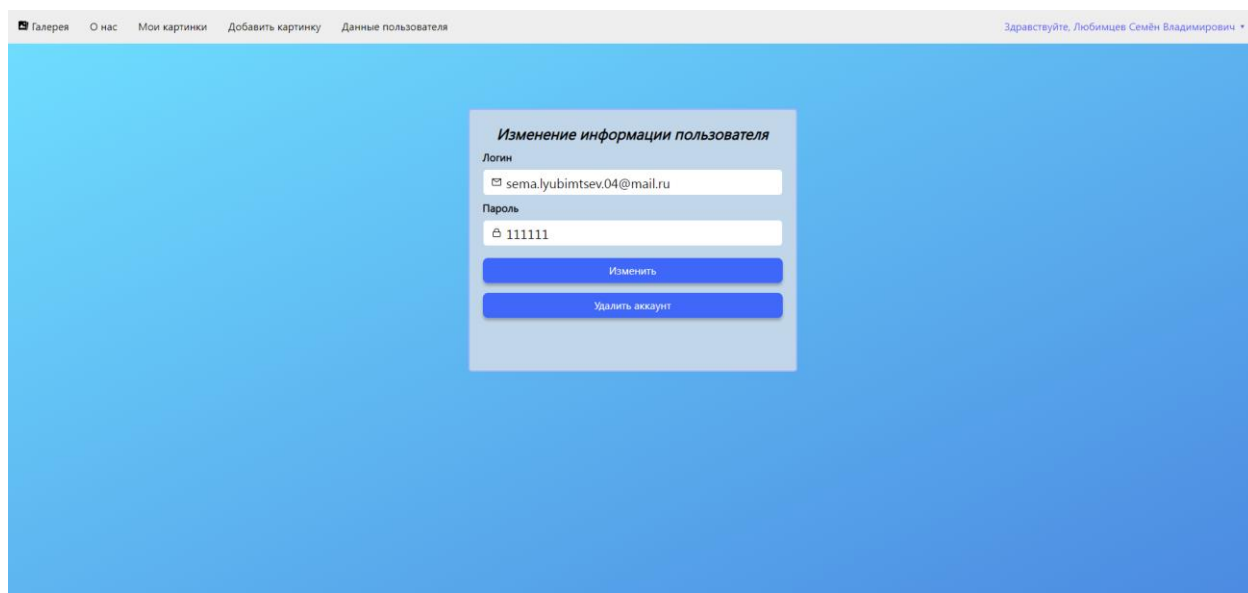 Галерея О нас Мои картинки Добавить картинку Данные пользователя Здравствуйте, Любимцев Семён Владимирович
Изменение информации пользователя
Логин
sema.lyubimtsev.04@mail.ru
Пароль
111111
Изменить
Удалить аккаунт